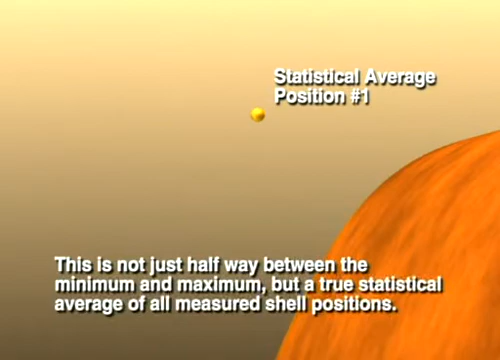 Statistical Average
Position #1
This is not just half way between the
minimum and maximum, but a true statistical
average of all measured shell positions.